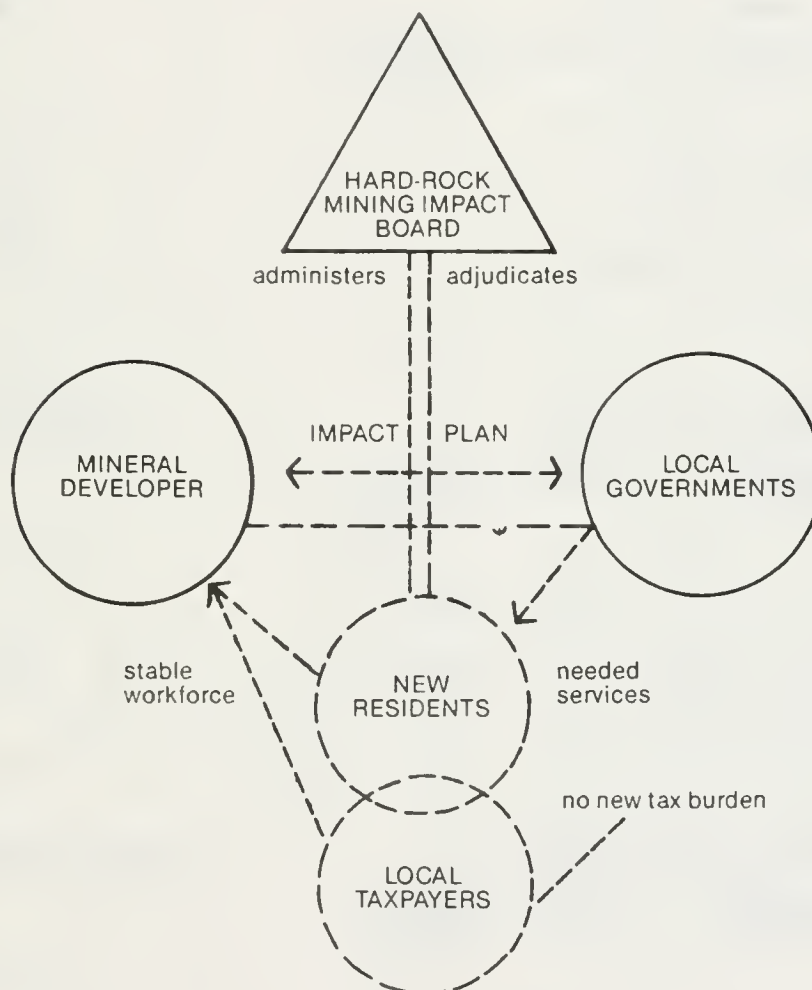 HARD-ROCK
MINING IMPACT
BOARD
administers adjudicates
IMPACT PLAN
MINERAL
DEVELOPER
LOCAL
GOVERNMENTS
stable
workforce
NEW
RESIDENTS
needed
services
no new tax burden
LOCAL
TAXPAYERS